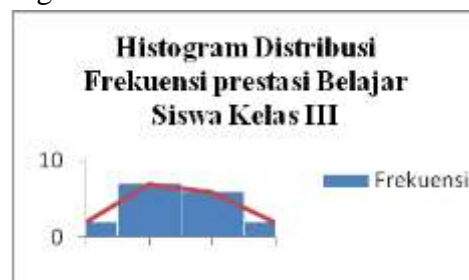 Histogram Distribusi
Frekuensi prestasi Belajar
Siswa Kelas III
10
Frekuensi
0